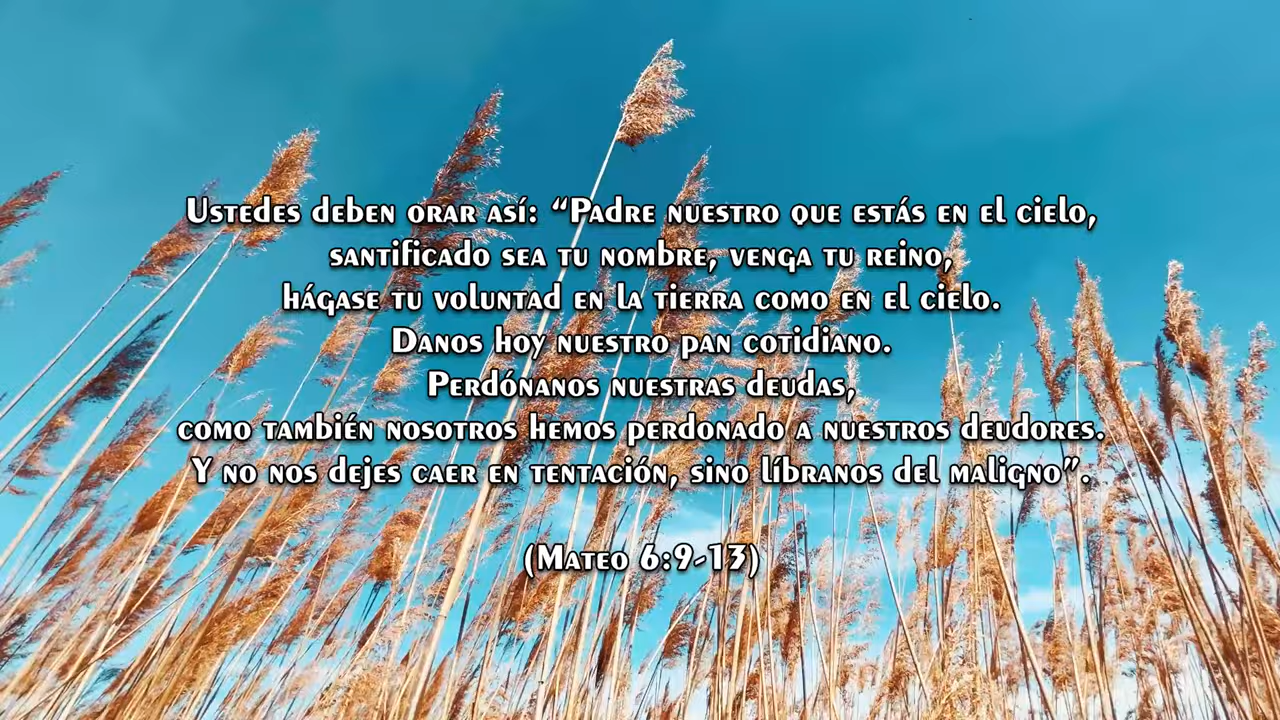 Ustedes deben orar así: “Padre nuestro que estás en el cielo,
santificado sea tu nombre, venga tu reino,
hágase tu voluntad en la tierra como en el cielo.
Danos hoy nuestro pan cotidiano.
Perdónanos nuestras deudas,
como también nosotros hemos perdonado a nuestros deudores.
Y no nos dejes caer en tentación, sino líbranos del maligno”.
(Mateo 6:9-13)